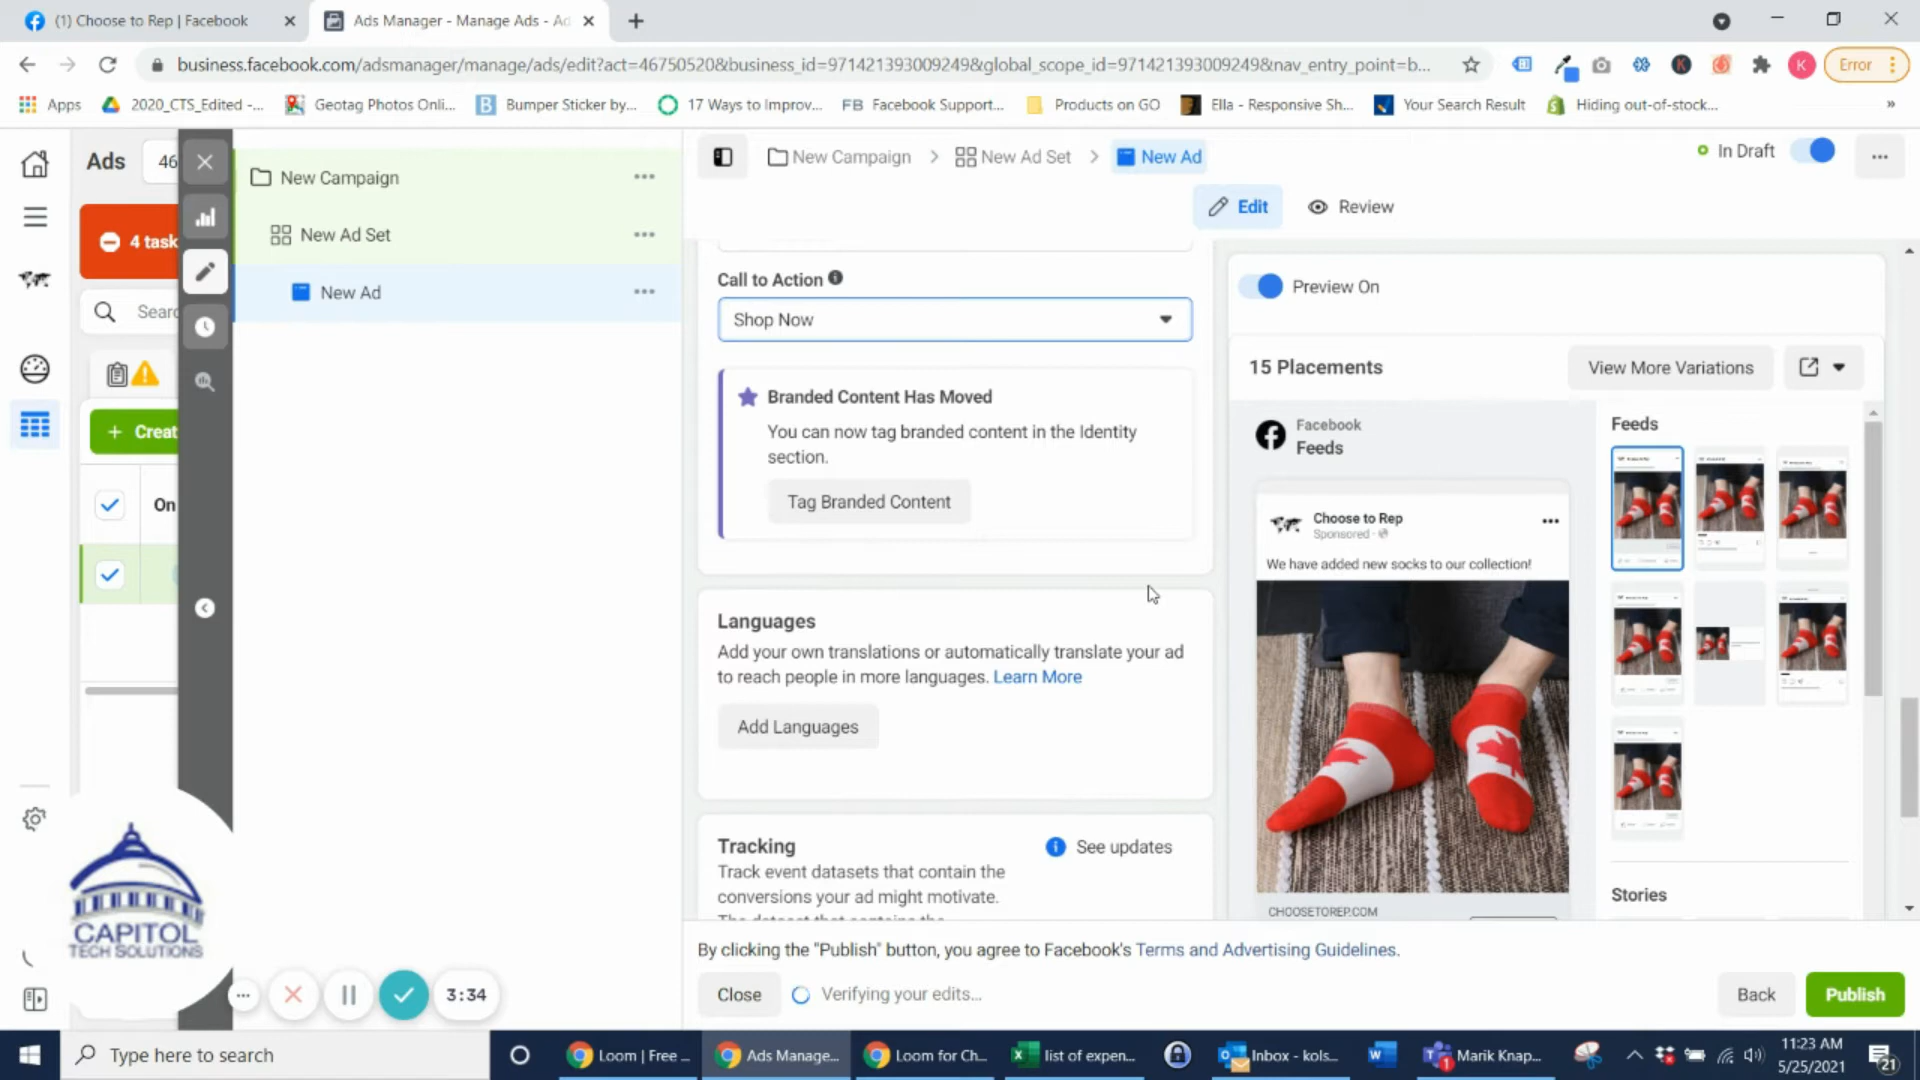 (1) Choose to Rep | Facebook
Ads Manager - Manage Ads - Ad
business.facebook.com/adsmanager/manage/ads/edit?act=46750520&business_id=971421393009249&global_scope_id=971421393009249&nav_entry_point=b...
Error
Apps
2020_CTS_Edited -...
Geotag Photos Onli...
Bumper Sticker by...
17 Ways to Improv...
FB Facebook Support...
Products on GO
Ella - Responsive Sh...
Your Search Result
Hiding out-of-stock...
»
Ads
46
4 task
Sear
+ Creat
On
New Campaign
New Ad Set
New Ad
New Campaign
New Ad Set
New Ad
In Draft
Edit
Review
Call to Action
Shop Now
Branded Content Has Moved
You can now tag branded content in the Identity
section.
Tag Branded Content
Languages
Add your own translations or automatically translate your ad
to reach people in more languages. Learn More
Add Languages
Tracking
See updates
Track event datasets that contain the
conversions your ad might motivate.
Preview On
15 Placements
View More Variations
Facebook
Feeds
Choose to Rep
Sponsored ·
We have added new socks to our collection!
CHOOSETOREP.COM
Feeds
Stories
By clicking the "Publish" button, you agree to Facebook's Terms and Advertising Guidelines.
Close
Verifying your edits...
Back
Publish
CAPITOL
TECH SOLUTIONS
3:34
Type here to search
Loom | Free ...
Ads Manage...
Loom for Ch...
list of expen...
Inbox - kols...
Marik Knap...
11:23 AM
5/25/2021
21